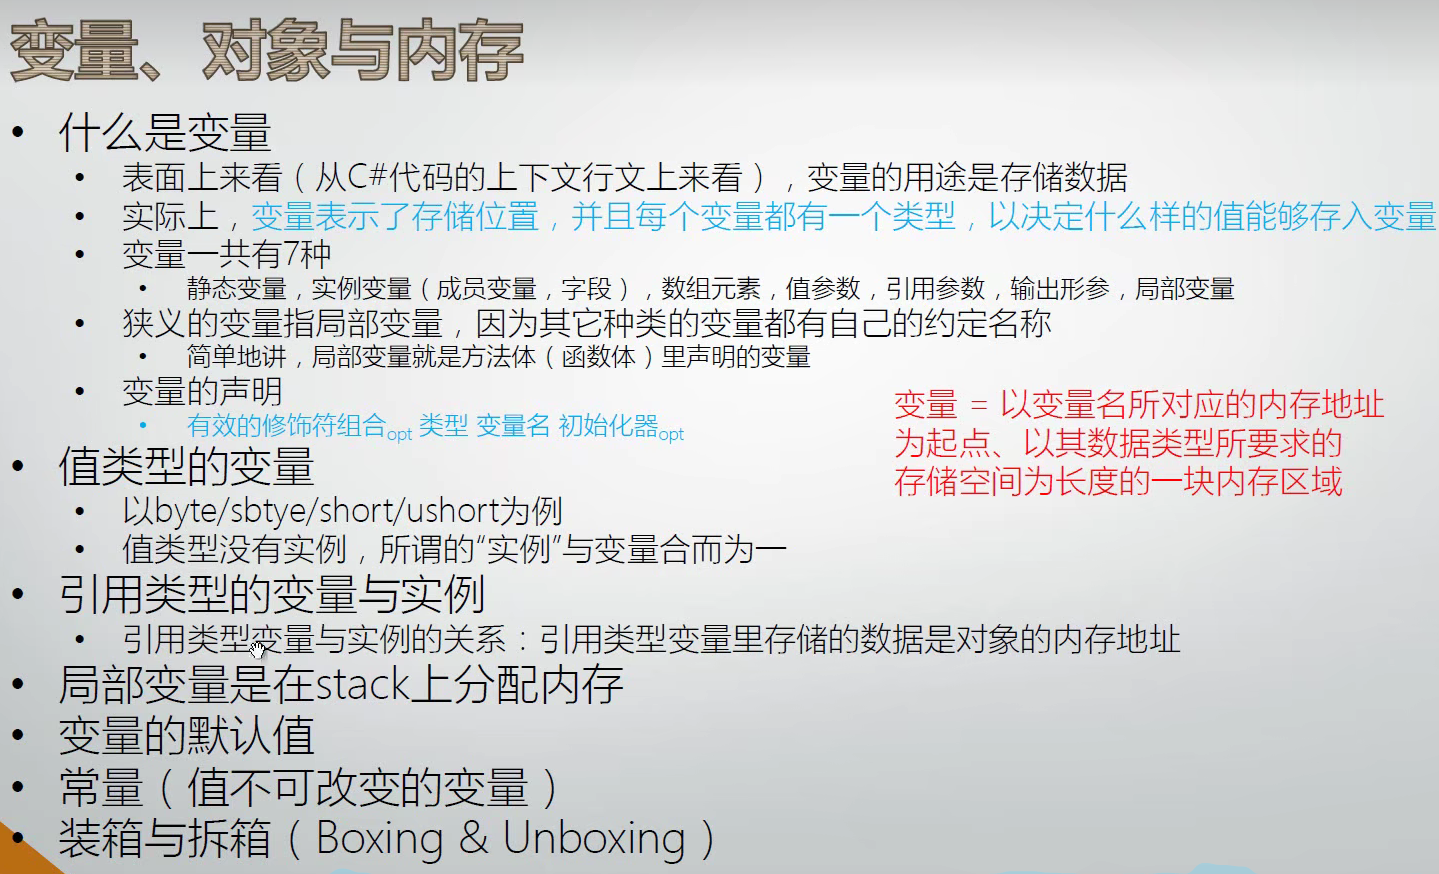 变量、对象与内存
• 什么是变量
• 表面上来看（从C#代码的上下文行文上来看），变量的用途是存储数据
• 实际上，变量表示了存储位置，并且每个变量都有一个类型，以决定什么样的值能够存入变量
• 变量一共有7种
• 静态变量，实例变量（成员变量，字段），数组元素，值参数，引用参数，输出形参，局部变量
• 狭义的变量指局部变量，因为其它种类的变量都有自己的约定名称
• 简单地讲，局部变量就是方法体（函数体）里声明的变量
• 变量的声明
• 有效的修饰符组合opt 类型 变量名 初始化器opt
变量 = 以变量名所对应的内存地址
为起点、以其数据类型所要求的
存储空间为长度的一块内存区域
• 值类型的变量
• 以byte/sbtye/short/ushort为例
• 值类型没有实例，所谓的“实例”与变量合而为一
• 引用类型的变量与实例
• 引用类型变量与实例的关系：引用类型变量里存储的数据是对象的内存地址
• 局部变量是在stack上分配内存
• 变量的默认值
• 常量（值不可改变的变量）
• 装箱与拆箱（Boxing & Unboxing）